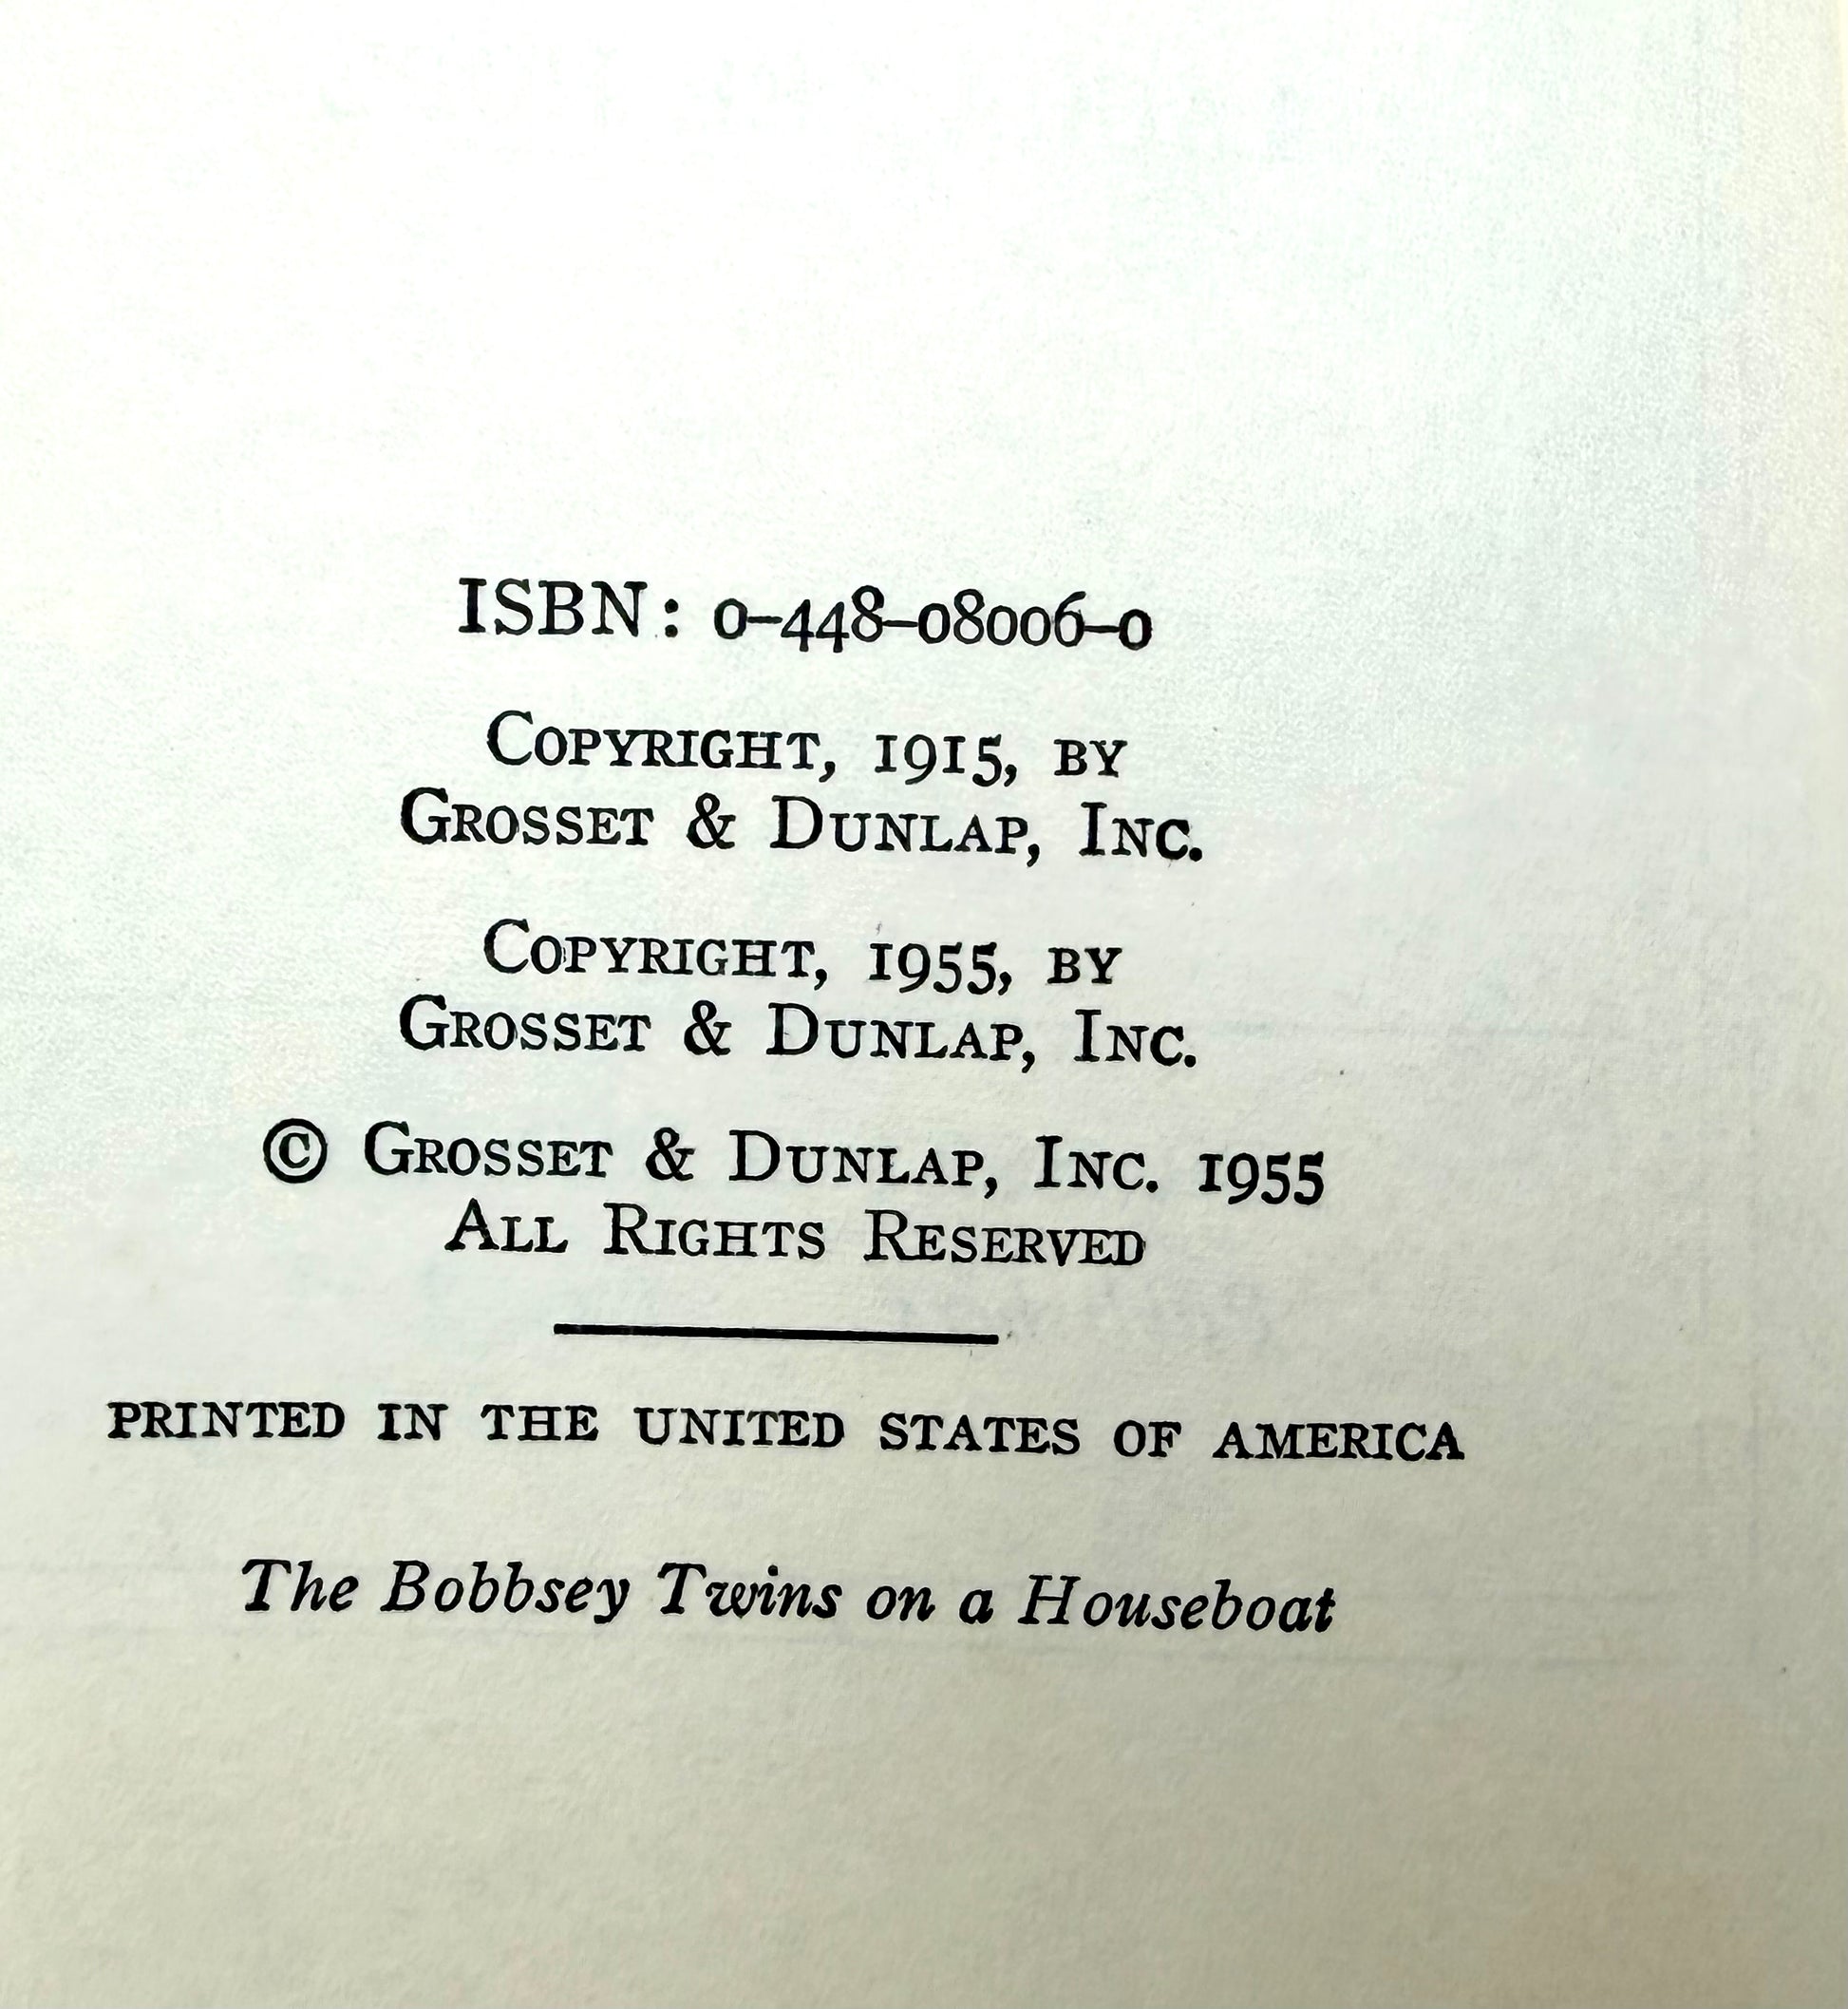 ISBN: 0-448-08006-0
Copyright, 1915, by
Grosset & Dunlap, Inc.
Copyright, 1955, by
Grosset & Dunlap, Inc.
© Grosset & Dunlap, Inc. 1955
All Rights Reserved
PRINTED IN THE UNITED STATES OF AMERICA
The Bobbsey Twins on a Houseboat